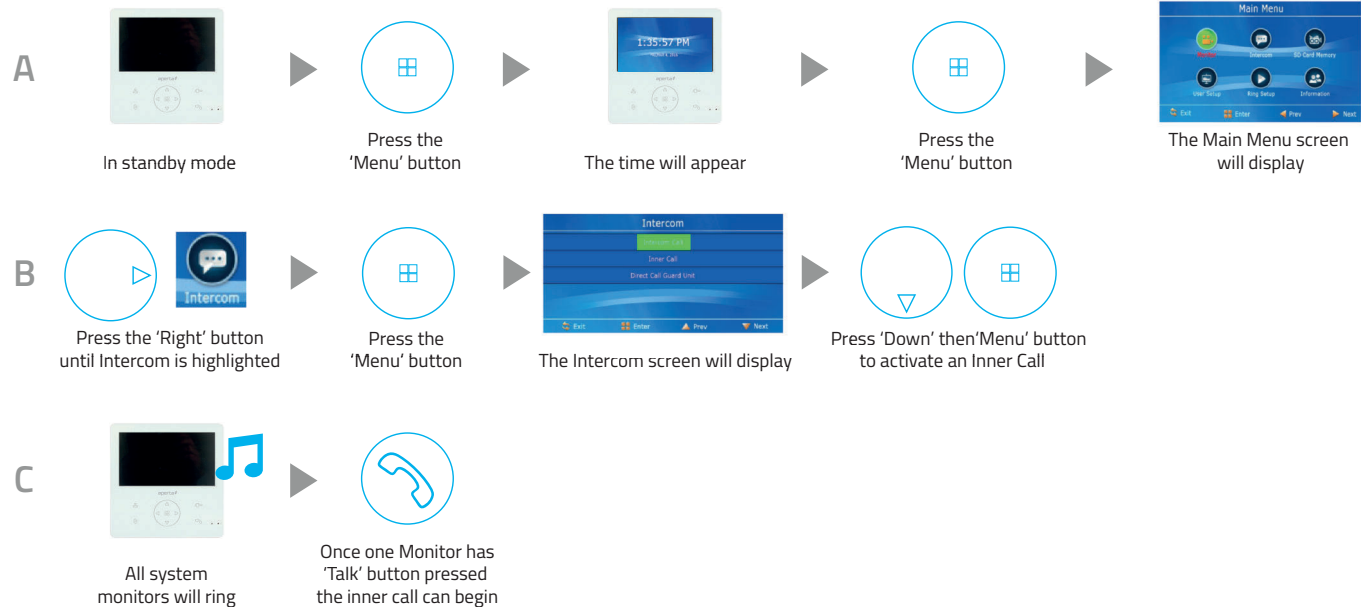 A
1:35:57 PM
Main Menu
Intercom
SD Card Memory
User Setup
Ring Setup
Information
Exit
Enter
Prev
Next
In standby mode
Press the
‘Menu’ button
The time will appear
Press the
‘Menu’ button
The Main Menu screen
will display
B
Intercom
Intercom
Intercom Call
Inner Call
Direct Call Guard Unit
Exit
Enter
Prev
Next
Press the ‘Right’ button
until Intercom is highlighted
Press the
‘Menu’ button
The Intercom screen will display
Press ‘Down’ then‘Menu’ button
to activate an Inner Call
C
All system
monitors will ring
Once one Monitor has
‘Talk’ button pressed
the inner call can begin